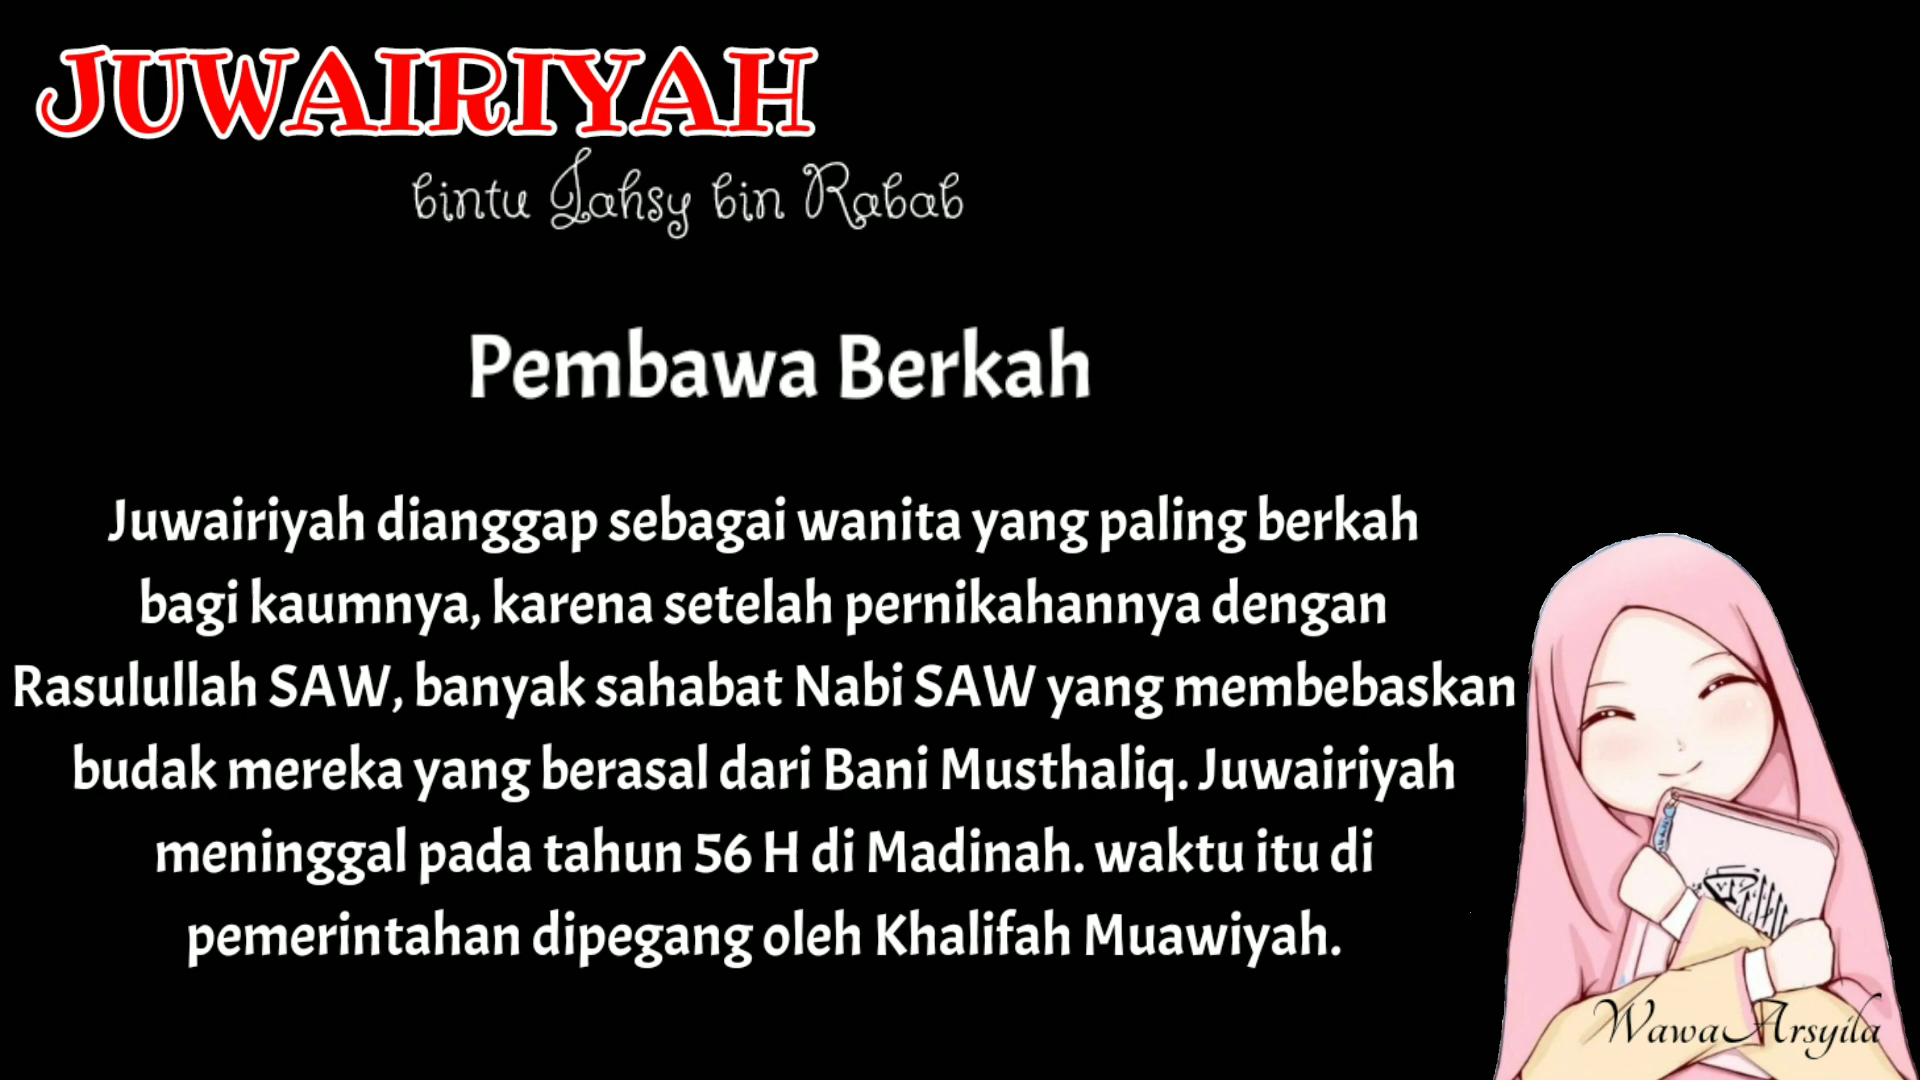 JUWAIRIYAH
bintu Jahsy bin Rabab
Pembawa Berkah
Juwairiyah dianggap sebagai wanita yang paling berkah
bagi kaumnya, karena setelah pernikahannya dengan
Rasulullah SAW, banyak sahabat Nabi SAW yang membebaskan
budak mereka yang berasal dari Bani Musthaliq. Juwairiyah
meninggal pada tahun 56 H di Madinah. waktu itu di
pemerintahan dipegang oleh Khalifah Muawiyah.
WawaArsyila